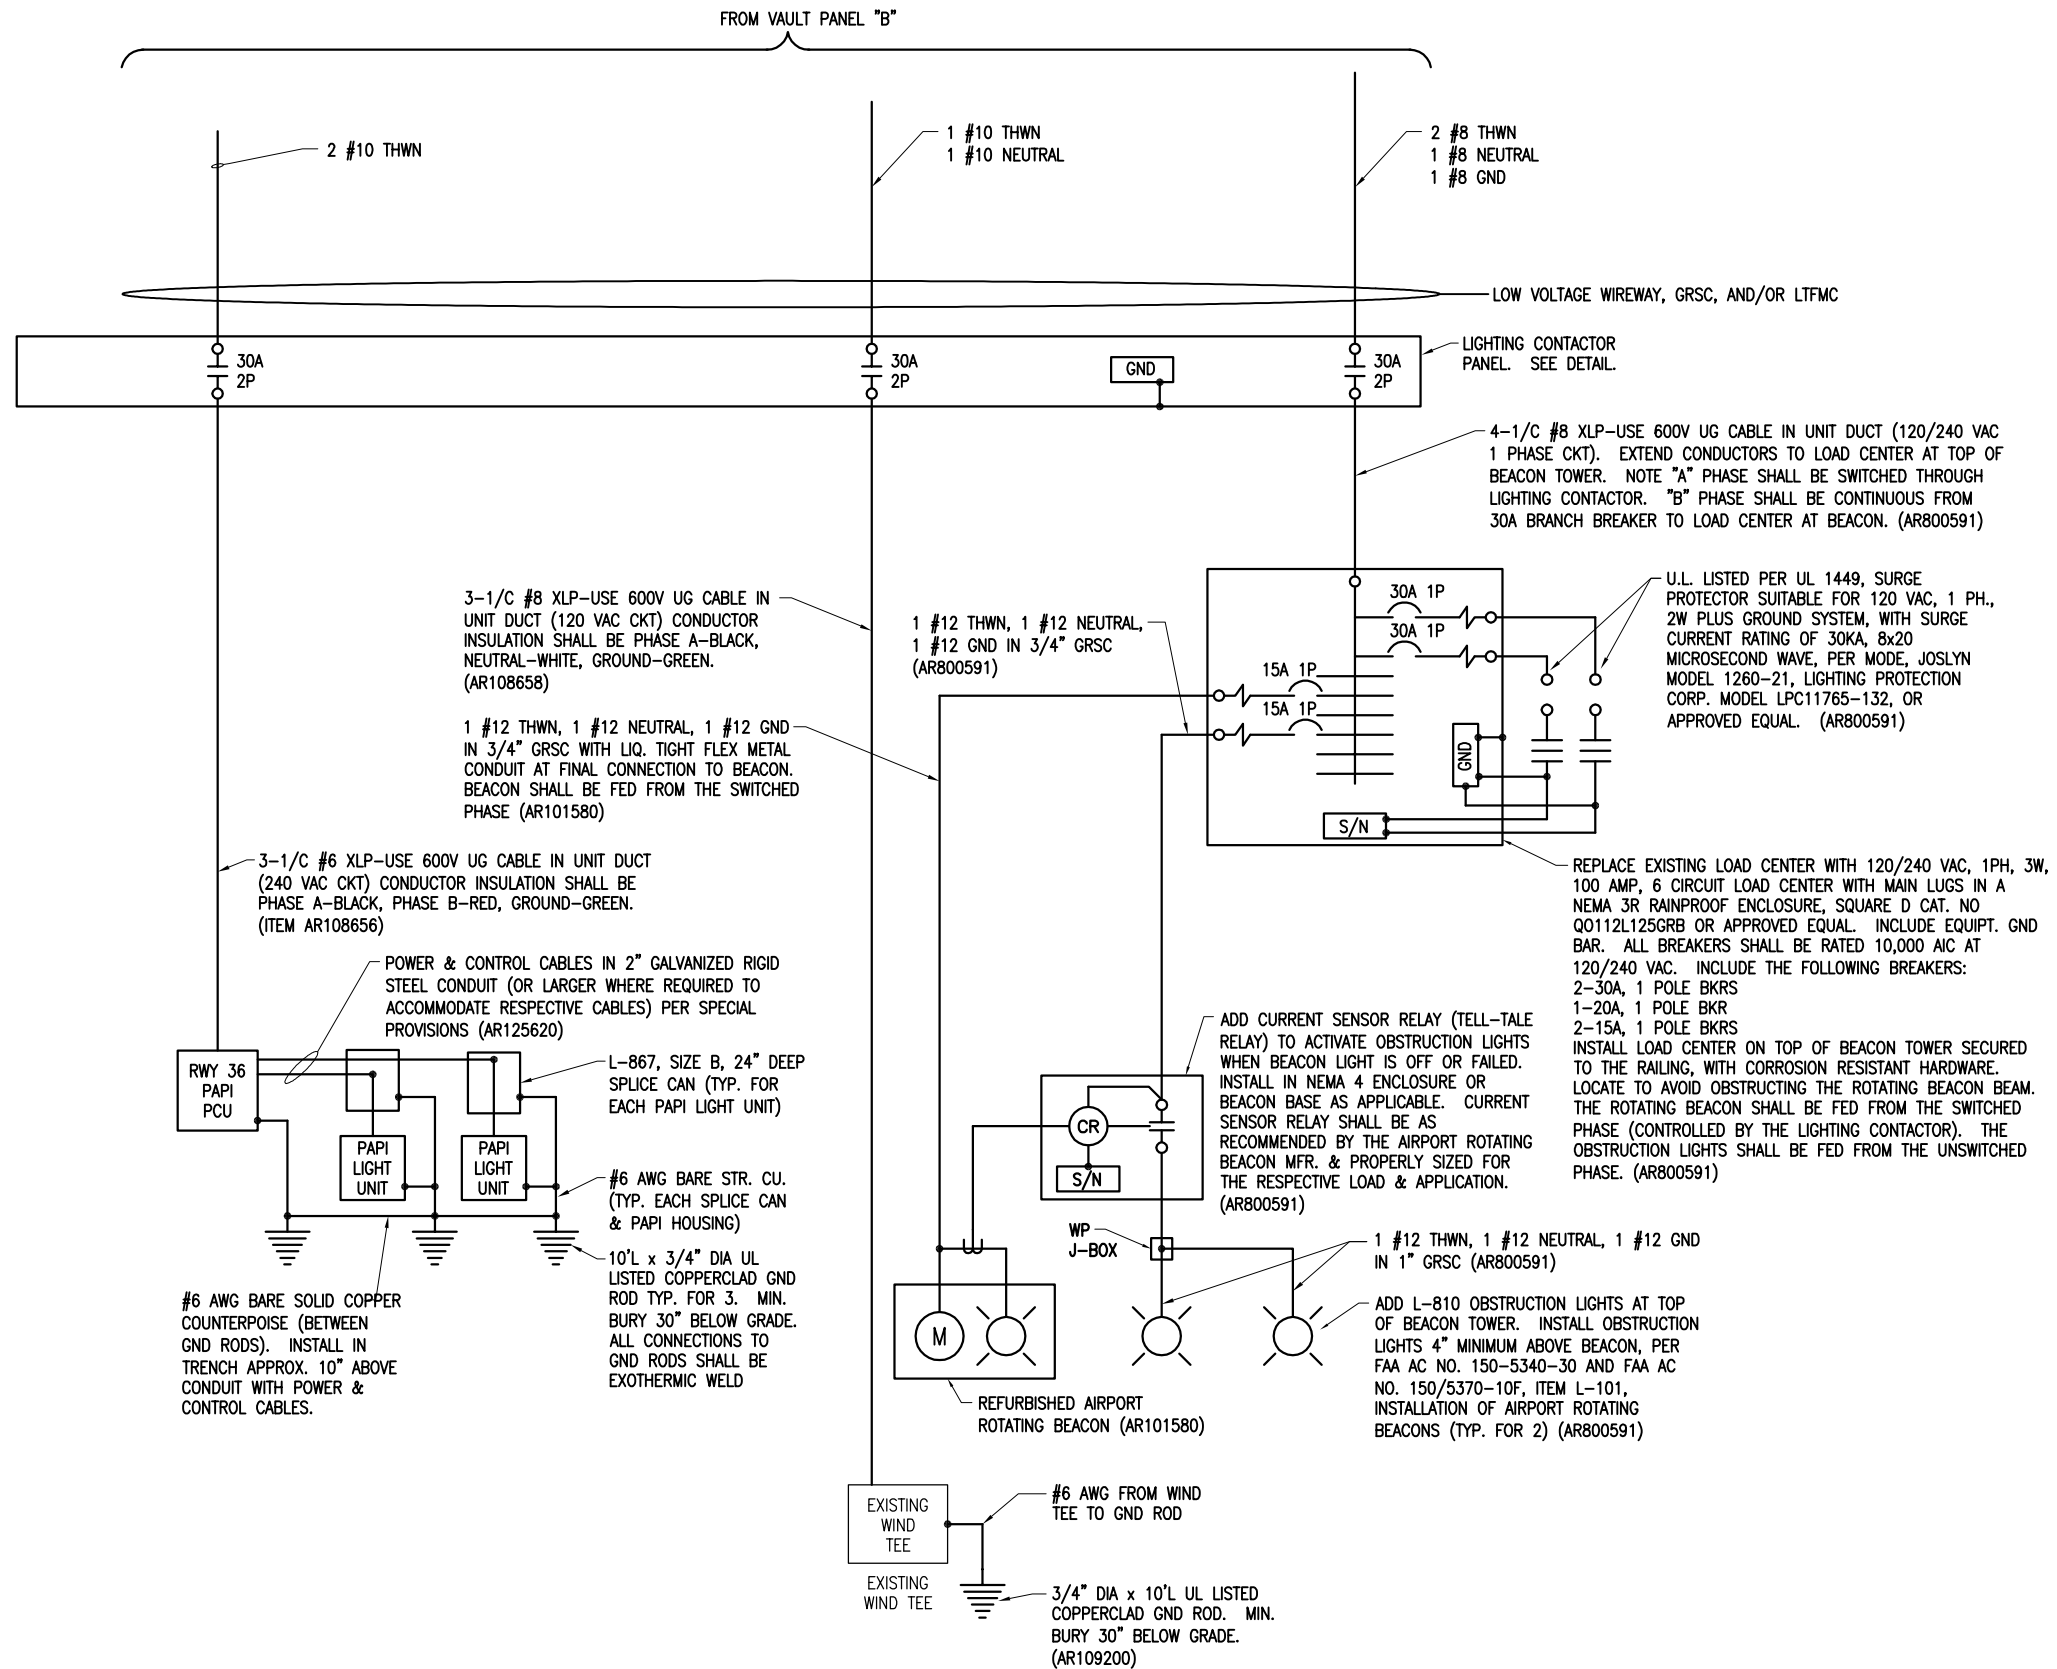 FROM VAULT PANEL "B"
2 #10 THWN
1 #10 THWN
1 #10 NEUTRAL
2 #8 THWN
1 #8 NEUTRAL
1 #8 GND
LOW VOLTAGE WIREWAY, GRSC, AND/OR LTFMC
30A
2P
30A
2P
GND
30A
2P
LIGHTING CONTACTOR
PANEL. SEE DETAIL.
4-1/C #8 XLP-USE 600V UG CABLE IN UNIT DUCT (120/240 VAC
1 PHASE CKT). EXTEND CONDUCTORS TO LOAD CENTER AT TOP OF
BEACON TOWER. NOTE "A" PHASE SHALL BE SWITCHED THROUGH
LIGHTING CONTACTOR. "B" PHASE SHALL BE CONTINUOUS FROM
30A BRANCH BREAKER TO LOAD CENTER AT BEACON. (AR800591)
3-1/C #8 XLP-USE 600V UG CABLE IN
UNIT DUCT (120 VAC CKT) CONDUCTOR
INSULATION SHALL BE PHASE A-BLACK,
NEUTRAL-WHITE, GROUND-GREEN.
(AR108658)
1 #12 THWN, 1 #12 NEUTRAL,
1 #12 GND IN 3/4" GRSC
(AR800591)
30A 1P
30A 1P
15A 1P
15A 1P
GND
S/N
U.L. LISTED PER UL 1449, SURGE
PROTECTOR SUITABLE FOR 120 VAC, 1 PH.,
2W PLUS GROUND SYSTEM, WITH SURGE
CURRENT RATING OF 30KA, 8x20
MICROSECOND WAVE, PER MODE, JOSLYN
MODEL 1260-21, LIGHTING PROTECTION
CORP. MODEL LPC11765-132, OR
APPROVED EQUAL. (AR800591)
1 #12 THWN, 1 #12 NEUTRAL, 1 #12 GND
IN 3/4" GRSC WITH LIQ. TIGHT FLEX METAL
CONDUIT AT FINAL CONNECTION TO BEACON.
BEACON SHALL BE FED FROM THE SWITCHED
PHASE (AR101580)
3-1/C #6 XLP-USE 600V UG CABLE IN UNIT DUCT
(240 VAC CKT) CONDUCTOR INSULATION SHALL BE
PHASE A-BLACK, PHASE B-RED, GROUND-GREEN.
(ITEM AR108656)
REPLACE EXISTING LOAD CENTER WITH 120/240 VAC, 1PH, 3W,
100 AMP, 6 CIRCUIT LOAD CENTER WITH MAIN LUGS IN A
NEMA 3R RAINPROOF ENCLOSURE, SQUARE D CAT. NO
QO112L125GRB OR APPROVED EQUAL. INCLUDE EQUIPT. GND
BAR. ALL BREAKERS SHALL BE RATED 10,000 AIC AT
120/240 VAC. INCLUDE THE FOLLOWING BREAKERS:
2-30A, 1 POLE BKRS
1-20A, 1 POLE BKR
2-15A, 1 POLE BKRS
INSTALL LOAD CENTER ON TOP OF BEACON TOWER SECURED
TO THE RAILING, WITH CORROSION RESISTANT HARDWARE.
LOCATE TO AVOID OBSTRUCTING THE ROTATING BEACON BEAM.
THE ROTATING BEACON SHALL BE FED FROM THE SWITCHED
PHASE (CONTROLLED BY THE LIGHTING CONTACTOR). THE
OBSTRUCTION LIGHTS SHALL BE FED FROM THE UNSWITCHED
PHASE. (AR800591)
POWER & CONTROL CABLES IN 2" GALVANIZED RIGID
STEEL CONDUIT (OR LARGER WHERE REQUIRED TO
ACCOMMODATE RESPECTIVE CABLES) PER SPECIAL
PROVISIONS (AR125620)
RWY 36
PAPI
PCU
L-867, SIZE B, 24" DEEP
SPLICE CAN (TYP. FOR
EACH PAPI LIGHT UNIT)
PAPI
LIGHT
UNIT
PAPI
LIGHT
UNIT
#6 AWG BARE STR. CU.
(TYP. EACH SPLICE CAN
& PAPI HOUSING)
10'L x 3/4" DIA UL
LISTED COPPERCLAD GND
ROD TYP. FOR 3. MIN.
BURY 30" BELOW GRADE.
ALL CONNECTIONS TO
GND RODS SHALL BE
EXOTHERMIC WELD
#6 AWG BARE SOLID COPPER
COUNTERPOISE (BETWEEN
GND RODS). INSTALL IN
TRENCH APPROX. 10" ABOVE
CONDUIT WITH POWER &
CONTROL CABLES.
ADD CURRENT SENSOR RELAY (TELL-TALE
RELAY) TO ACTIVATE OBSTRUCTION LIGHTS
WHEN BEACON LIGHT IS OFF OR FAILED.
INSTALL IN NEMA 4 ENCLOSURE OR
BEACON BASE AS APPLICABLE. CURRENT
SENSOR RELAY SHALL BE AS
RECOMMENDED BY THE AIRPORT ROTATING
BEACON MFR. & PROPERLY SIZED FOR
THE RESPECTIVE LOAD & APPLICATION.
(AR800591)
CR
S/N
WP
J-BOX
1 #12 THWN, 1 #12 NEUTRAL, 1 #12 GND
IN 1" GRSC (AR800591)
M
ADD L-810 OBSTRUCTION LIGHTS AT TOP
OF BEACON TOWER. INSTALL OBSTRUCTION
LIGHTS 4" MINIMUM ABOVE BEACON, PER
FAA AC NO. 150-5340-30 AND FAA AC
NO. 150/5370-10F, ITEM L-101,
INSTALLATION OF AIRPORT ROTATING
BEACONS (TYP. FOR 2) (AR800591)
REFURBISHED AIRPORT
ROTATING BEACON (AR101580)
EXISTING
WIND
TEE
EXISTING
WIND TEE
#6 AWG FROM WIND
TEE TO GND ROD
3/4" DIA x 10'L UL LISTED
COPPERCLAD GND ROD. MIN.
BURY 30" BELOW GRADE.
(AR109200)